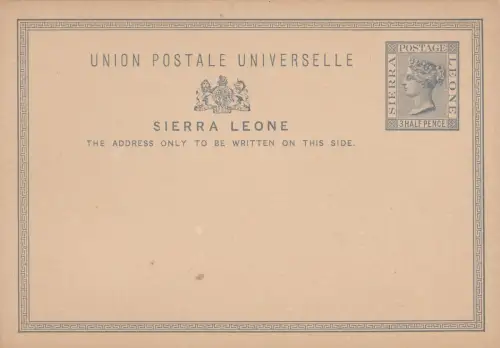 UNION POSTALE UNIVERSELLE
SIERRA LEONE
THE ADDRESS ONLY TO BE WRITTEN ON THIS SIDE.
POSTAGE
SIERRA
LEONE
3 HALF PENCE